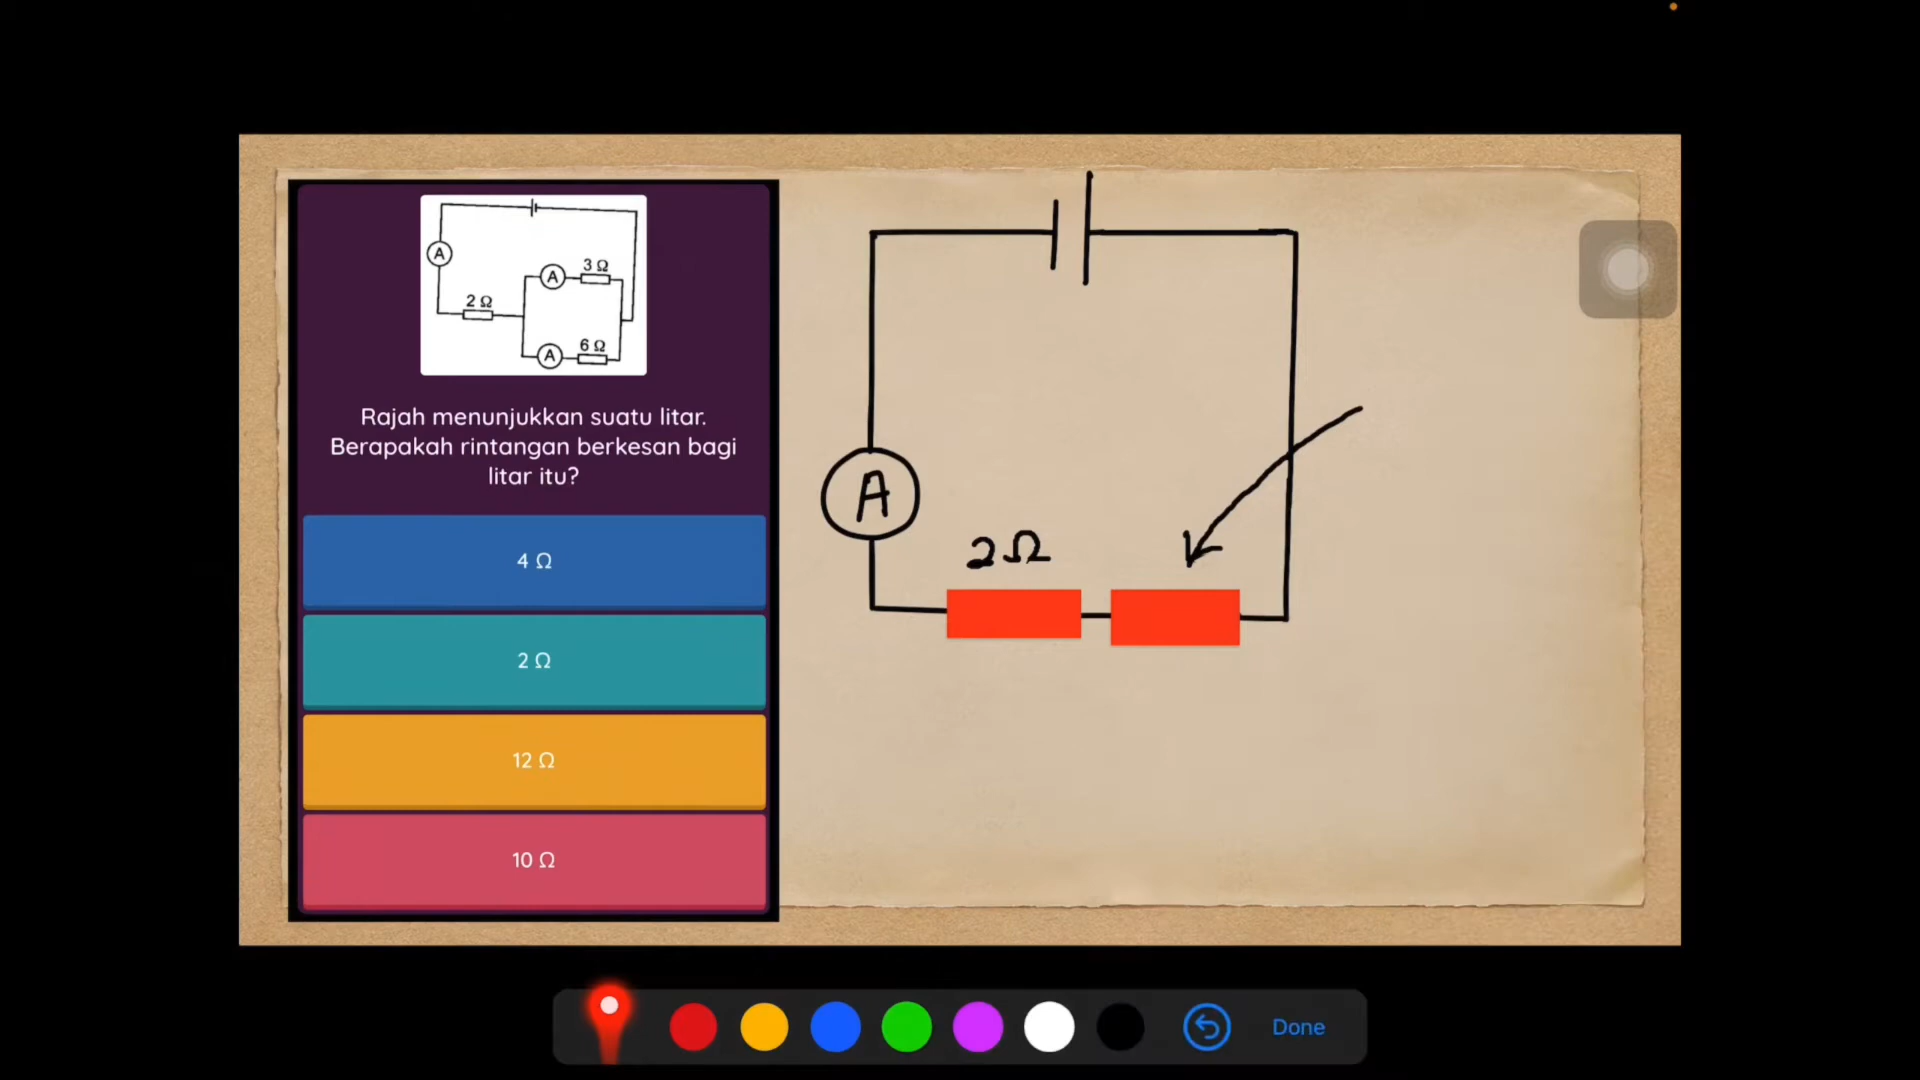 A
A
3 Ω
2 Ω
A
6 Ω
Rajah menunjukkan suatu litar.
Berapakah rintangan berkesan bagi
litar itu?
4 Ω
2 Ω
12 Ω
10 Ω
A
2Ω
Done